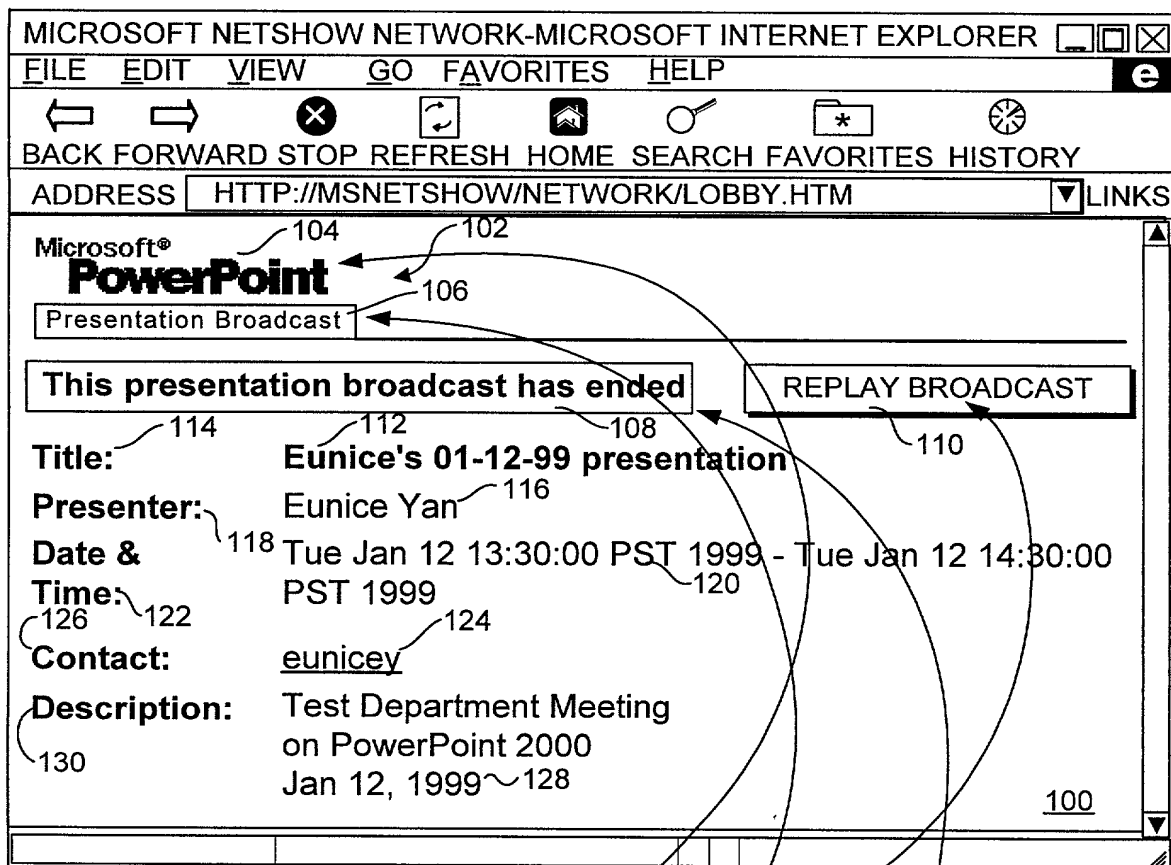 MICROSOFT NETSHOW NETWORK-MICROSOFT INTERNET EXPLORER
FILE EDIT VIEW GO FAVORITES HELP
e
BACK FORWARD STOP REFRESH HOME SEARCH FAVORITES HISTORY
ADDRESS HTTP://MSNETSHOW/NETWORK/LOBBY.HTM LINKS
104 102
Microsoft®
PowerPoint
106
Presentation Broadcast
This presentation broadcast has ended REPLAY BROADCAST
114 112 108 110
Title: Eunice's 01-12-99 presentation
Presenter: Eunice Yan 116
118
Date & Tue Jan 12 13:30:00 PST 1999 - Tue Jan 12 14:30:00
Time: PST 1999
120
126 122 124
Contact: eunicey
Description: Test Department Meeting
on PowerPoint 2000
130 Jan 12, 1999 128
100